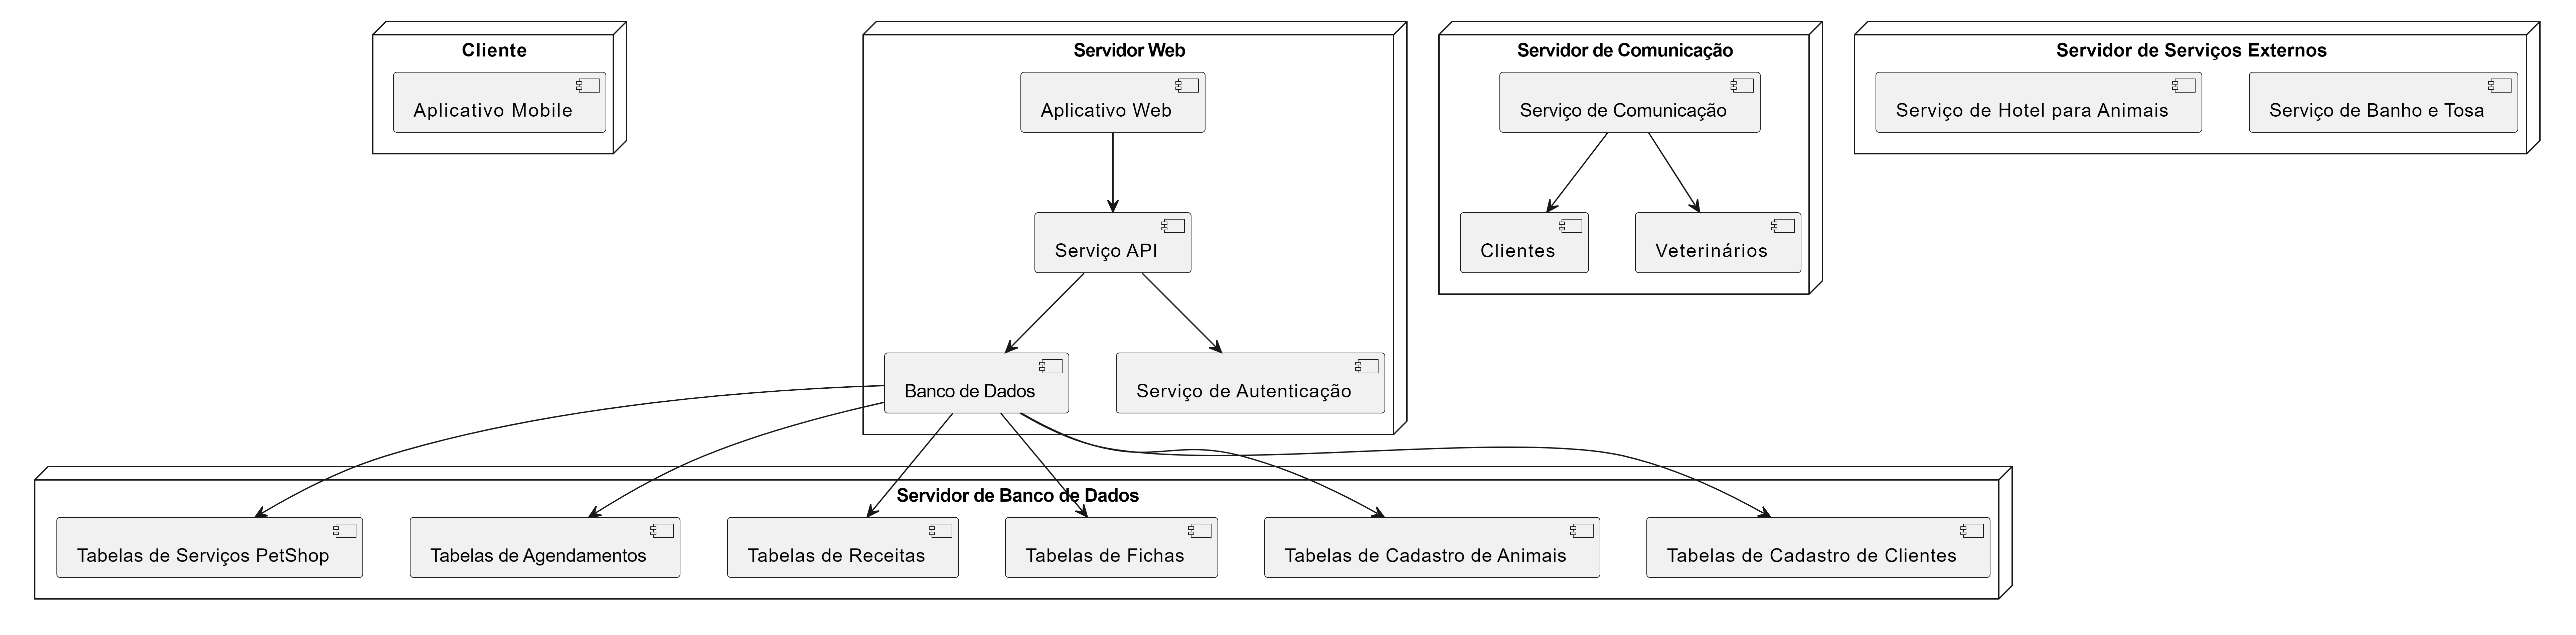 Cliente
Aplicativo Mobile
Servidor Web
Aplicativo Web
Serviço API
Banco de Dados
Serviço de Autenticação
Servidor de Comunicação
Serviço de Comunicação
Clientes
Veterinários
Servidor de Serviços Externos
Serviço de Hotel para Animais
Serviço de Banho e Tosa
Servidor de Banco de Dados
Tabelas de Serviços PetShop
Tabelas de Agendamentos
Tabelas de Receitas
Tabelas de Fichas
Tabelas de Cadastro de Animais
Tabelas de Cadastro de Clientes